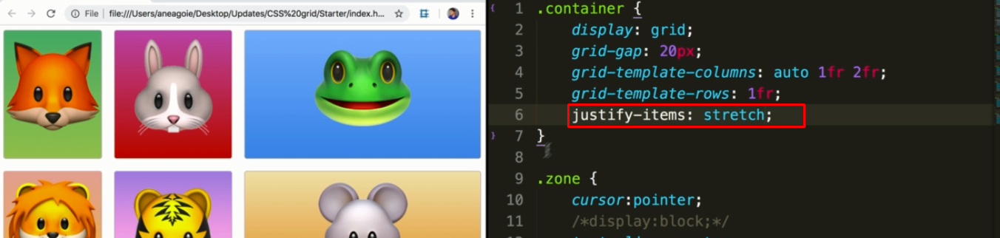 File | file:///Users/aneagoie/Desktop/Updates/CSS%20grid/Starter/index.h...
1 .container {
2 display: grid;
3 grid-gap: 20px;
4 grid-template-columns: auto 1fr 2fr;
5 grid-template-rows: 1fr;
6 justify-items: stretch;
7 }
8
9 .zone {
10 cursor:pointer;
11 /*display:block;*/